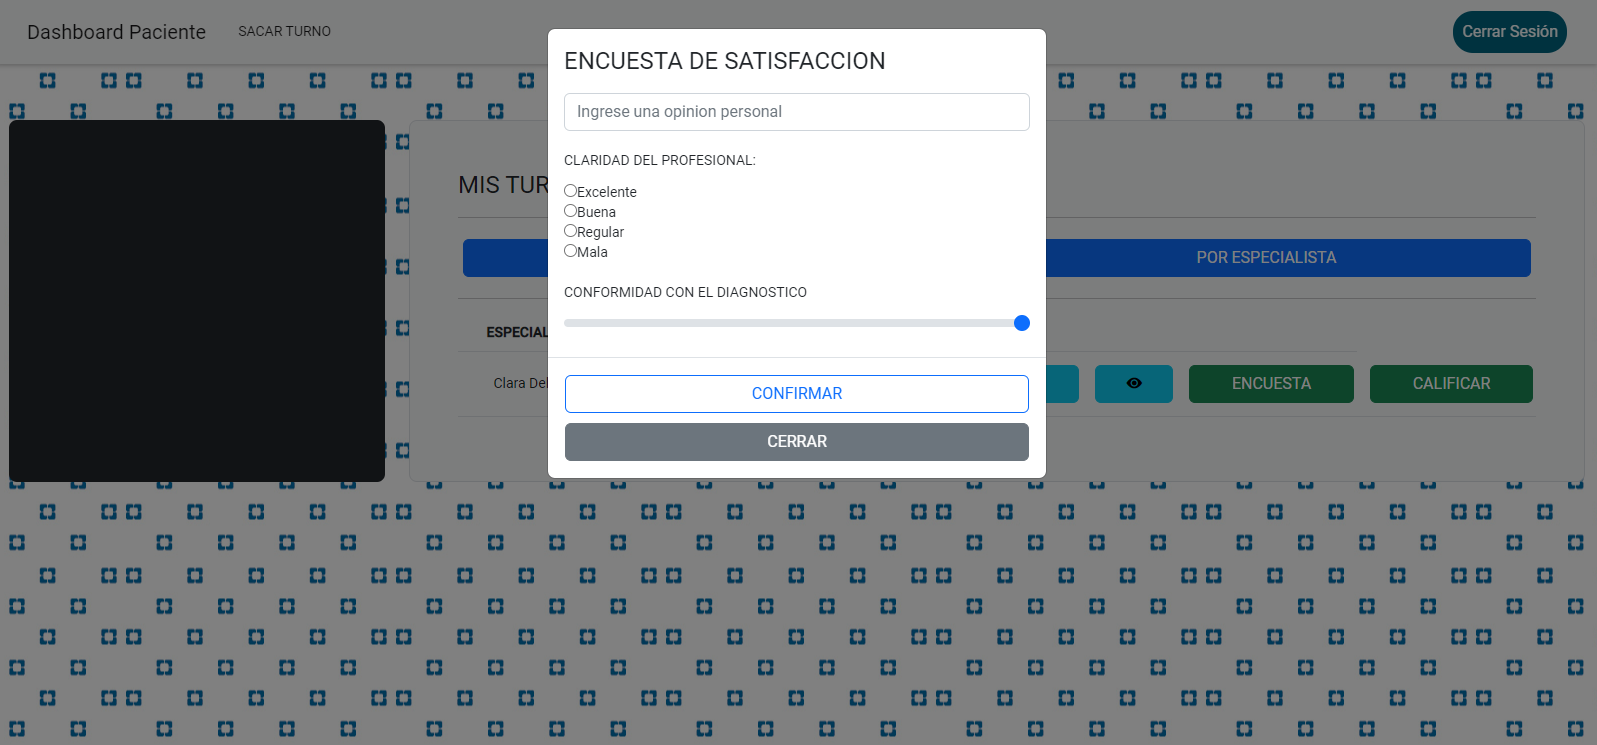 Dashboard Paciente
SACAR TURNO
Cerrar Sesión
ENCUESTA DE SATISFACCION
Ingrese una opinion personal
CLARIDAD DEL PROFESIONAL:
Excelente
Buena
Regular
Mala
CONFORMIDAD CON EL DIAGNOSTICO
CONFIRMAR
CERRAR
MIS TUR
POR ESPECIALISTA
ESPECIAL
Clara Del
ENCUESTA
CALIFICAR